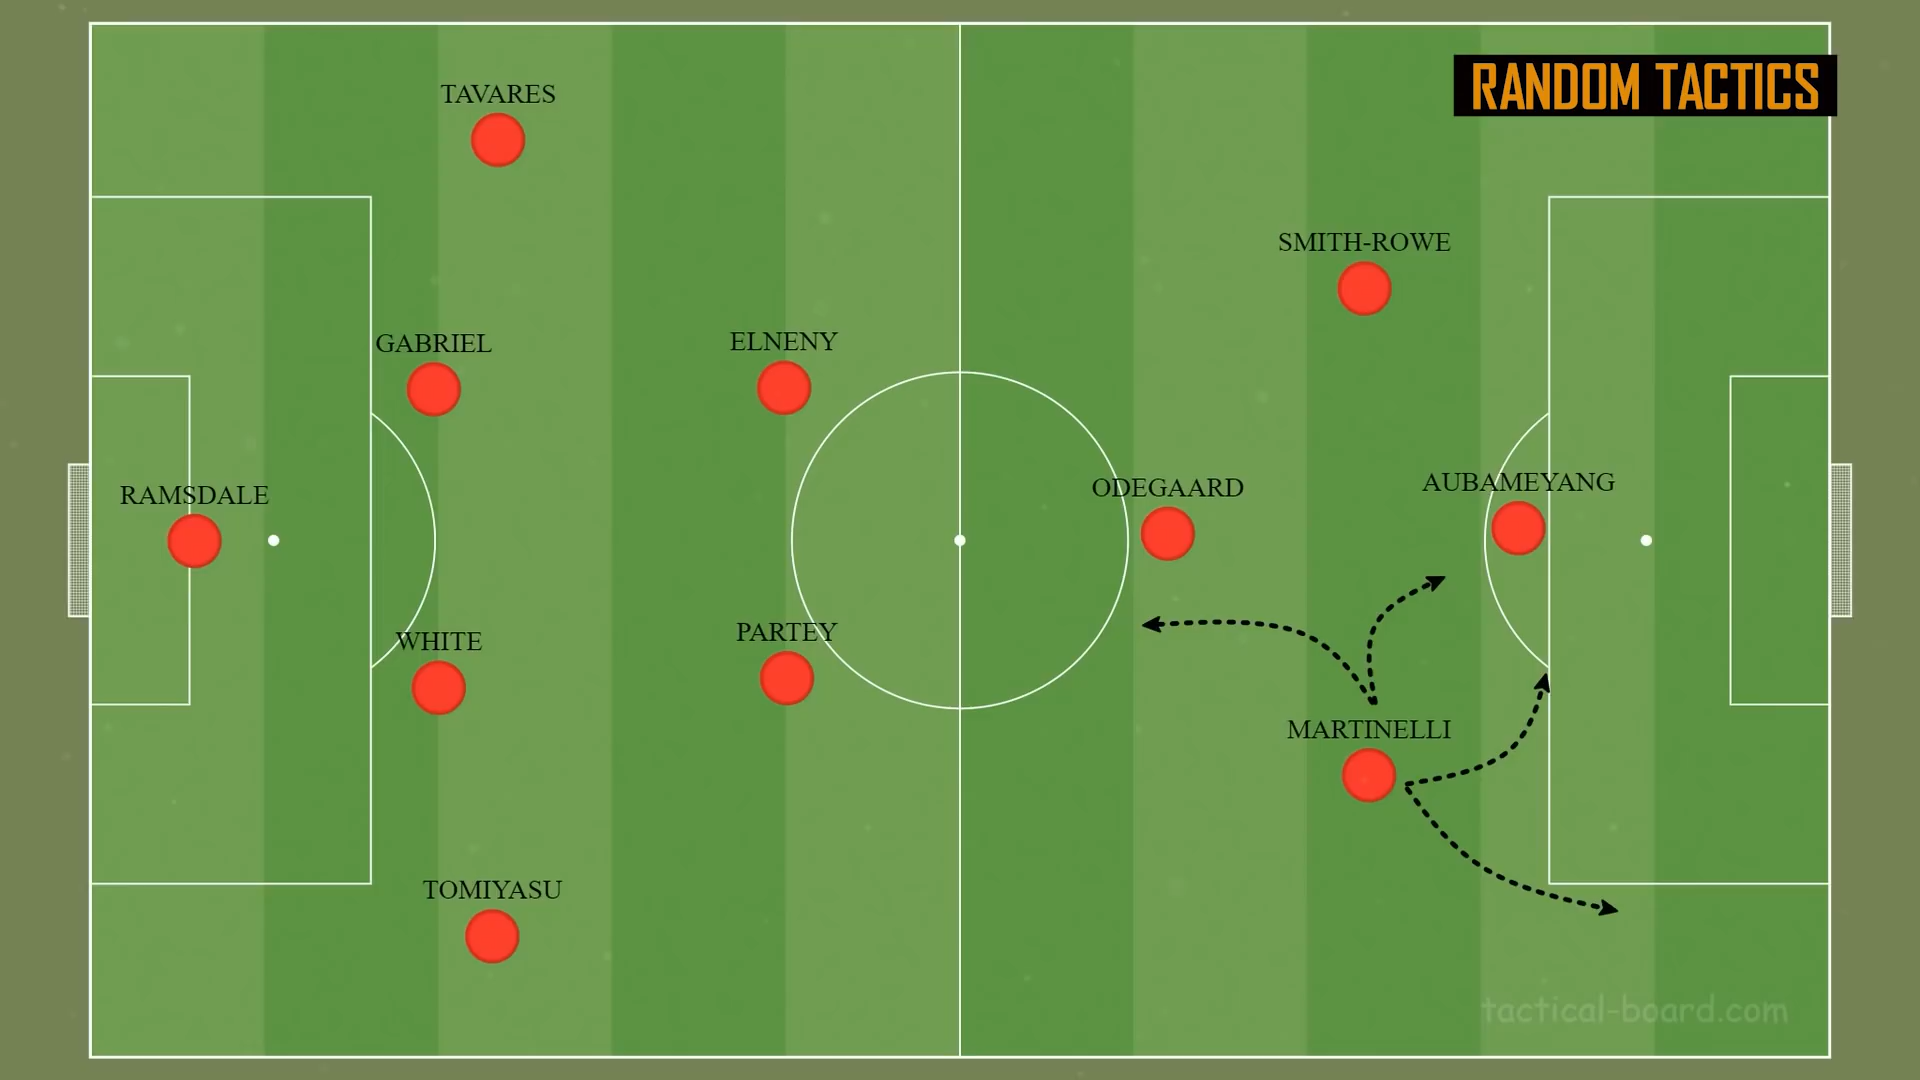 RANDOM TACTICS
TAVARES
SMITH-ROWE
GABRIEL
ELNENY
RAMSDALE
ODEGAARD
AUBAMEYANG
WHITE
PARTEY
MARTINELLI
TOMIYASU
tactical-board.com